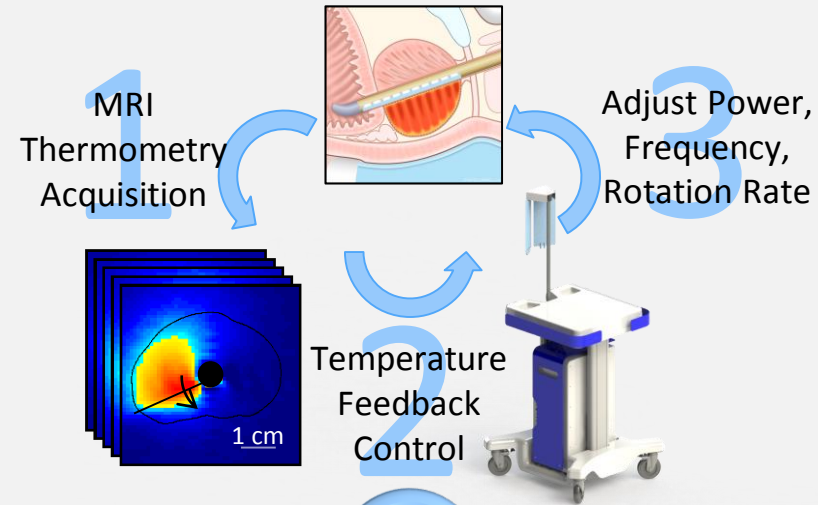 1
MRI
Thermometry
Acquisition
1 cm
2
Temperature
Feedback
Control
3
Adjust Power,
Frequency,
Rotation Rate